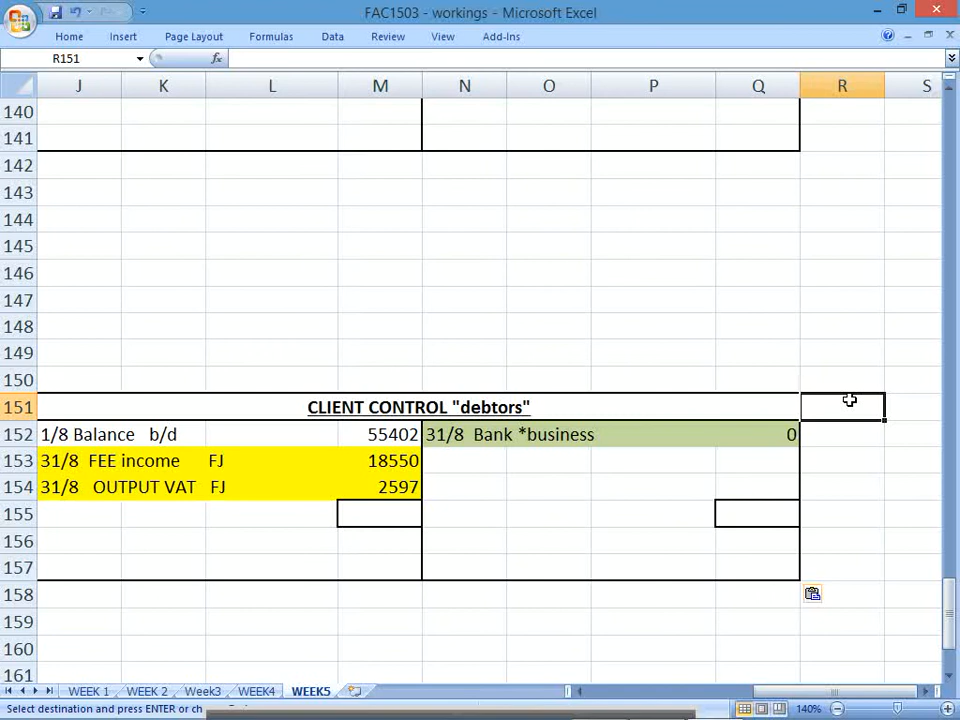 FAC1503 - workings - Microsoft Excel
Home Insert Page Layout Formulas Data Review View Add-Ins
R151 fx
J K L M N O P Q R S
140
141
142
143
144
145
146
147
148
149
150
151 CLIENT CONTROL "debtors"
152 1/8 Balance b/d 55402 31/8 Bank *business 0
153 31/8 FEE income FJ 18550
154 31/8 OUTPUT VAT FJ 2597
155
156
157
158
159
160
161
WEEK 1 WEEK 2 Week3 WEEK4 WEEK5
Select destination and press ENTER or ch 140%